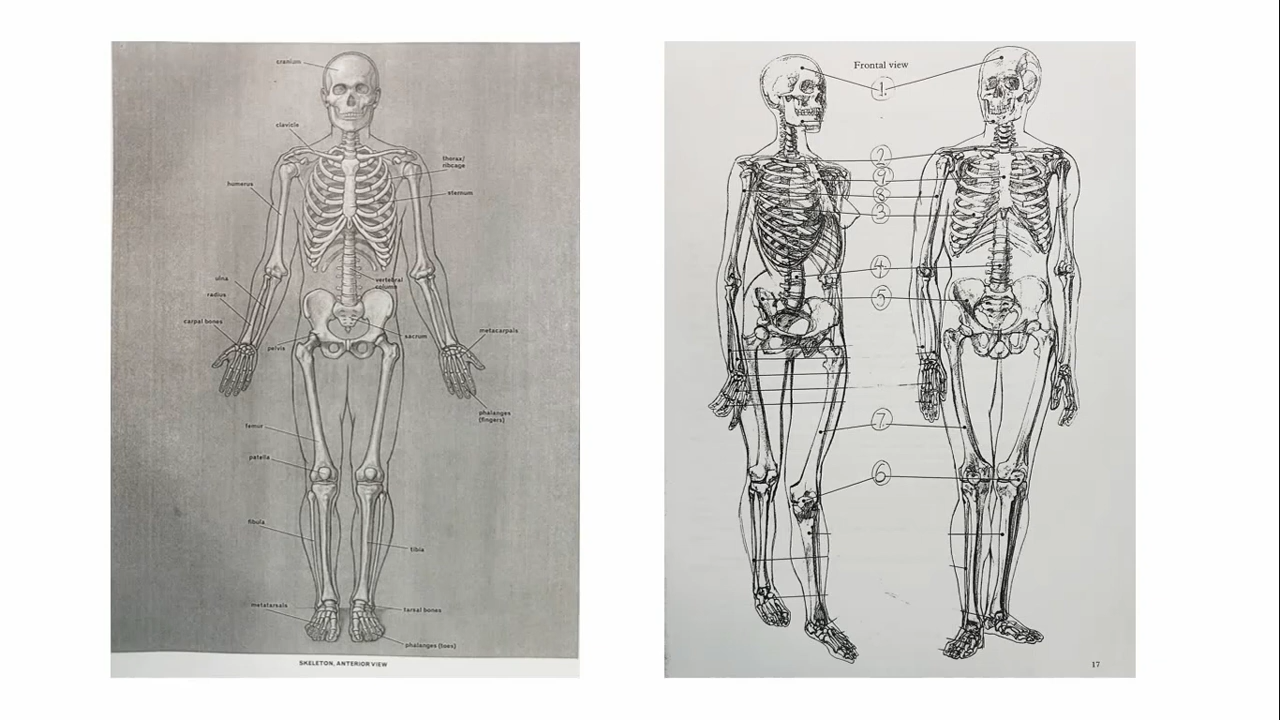 cranium
clavicle
thorax/
ribcage
humerus
sternum
ulna
radius
vertebral
column
carpal bones
pelvis
sacrum
metacarpals
phalanges
(fingers)
femur
patella
fibula
tibia
metatarsals
tarsal bones
phalanges (toes)
SKELETON, ANTERIOR VIEW
Frontal view
1
2
9
8
3
4
5
7
6
17